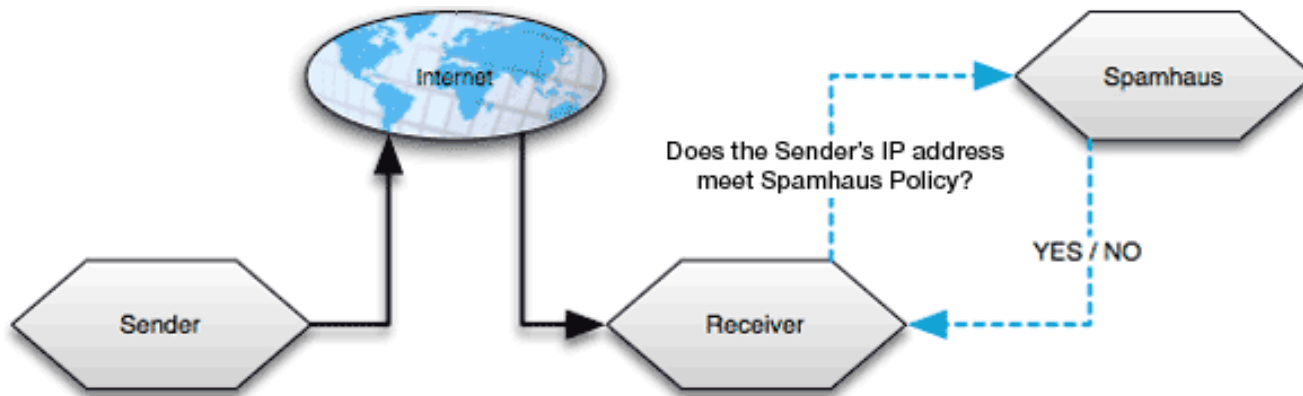 Internet
Spamhaus
Does the Sender's IP address
meet Spamhaus Policy?
YES / NO
Sender
Receiver